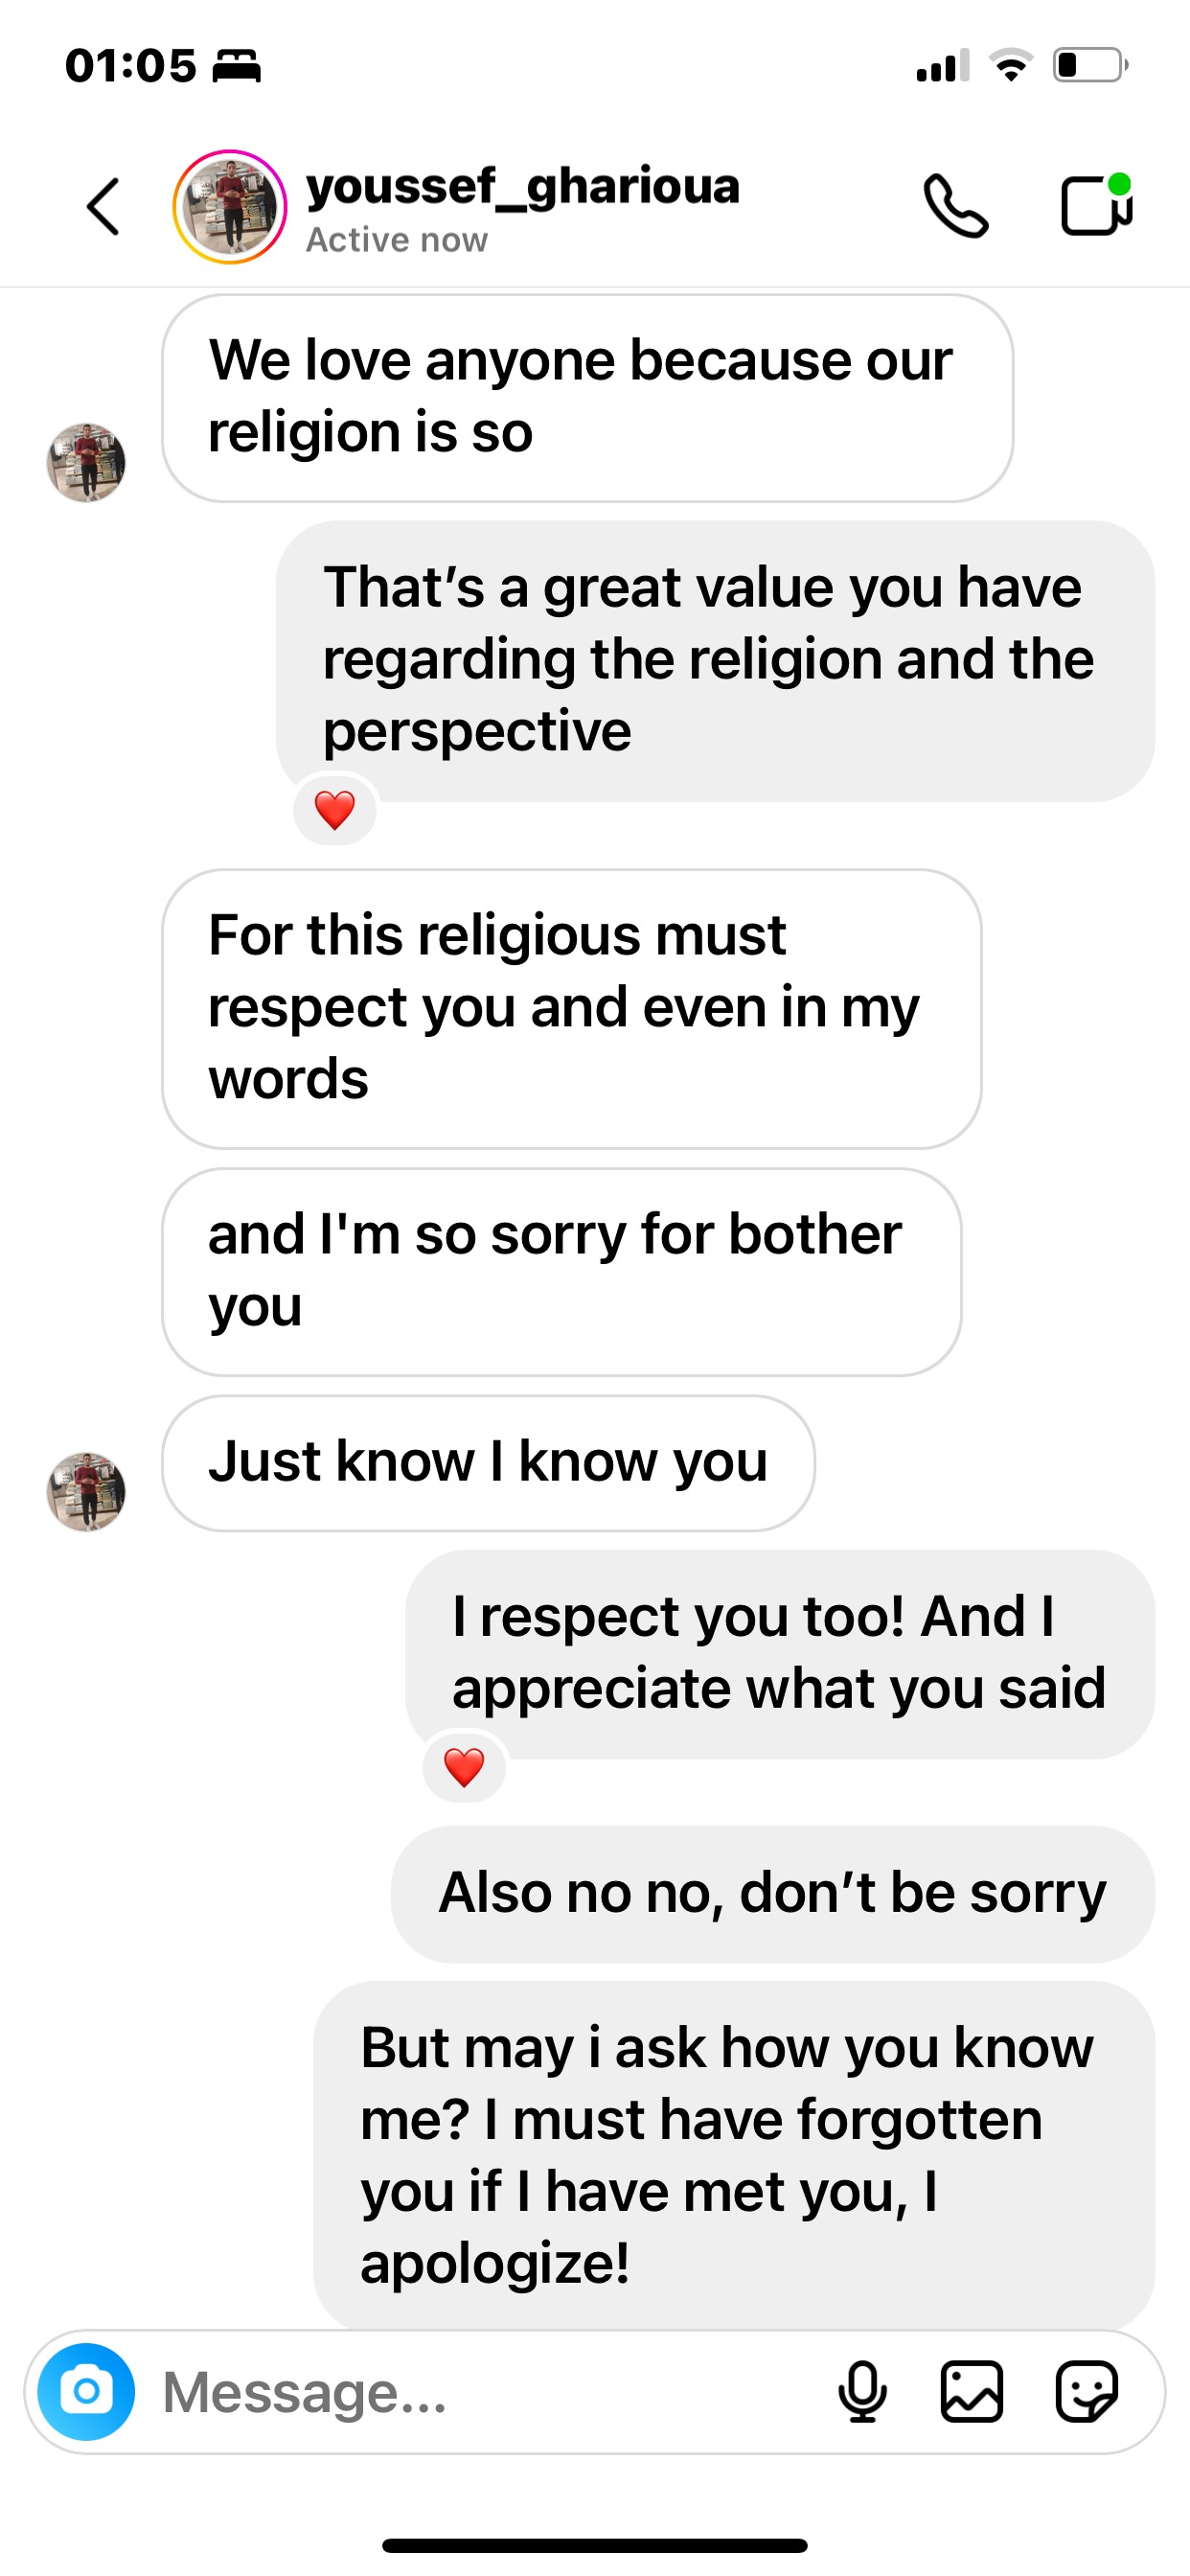 01:05
youssef_gharioua
Active now
We love anyone because our
religion is so
That’s a great value you have
regarding the religion and the
perspective
For this religious must
respect you and even in my
words
and I'm so sorry for bother
you
Just know I know you
I respect you too! And I
appreciate what you said
Also no no, don’t be sorry
But may i ask how you know
me? I must have forgotten
you if I have met you, I
apologize!
Message...